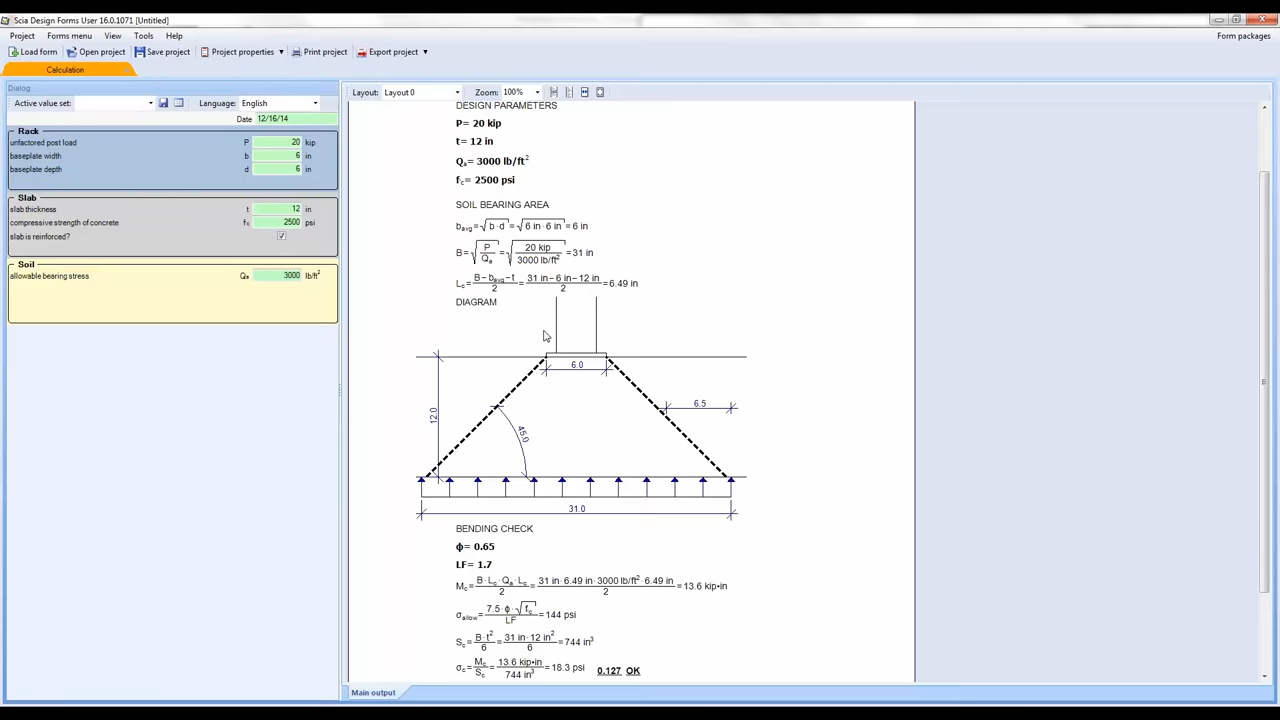 Scia Design Forms User 16.0.1071 [Untitled]
Project Forms menu View Tools Help Form packages
Load form Open project Save project Project properties Print project Export project
Calculation
Dialog
Active value set: Language: English
Date 12/16/14
Rack
unfactored post load P 20 kip
baseplate width b 6 in
baseplate depth d 6 in
Slab
slab thickness t 12 in
compressive strength of concrete fc 2500 psi
slab is reinforced?
Soil
allowable bearing stress Qa 3000 lb/ft²
Layout: Layout 0 Zoom: 100%
DESIGN PARAMETERS
P= 20 kip
t= 12 in
Qa= 3000 lb/ft²
fc= 2500 psi
SOIL BEARING AREA
bavg=√b·d=√6 in·6 in=6 in
B=√P/Qa=√20 kip/3000 lb/ft²=31 in
Lc=B−bavg−t/2=31 in−6 in−12 in/2=6.49 in
DIAGRAM
6.0
6.5
12.0
45.0
31.0
BENDING CHECK
ϕ= 0.65
LF= 1.7
Mc=B·Lc·Qa·Lc/2=31 in·6.49 in·3000 lb/ft²·6.49 in/2=13.6 kip•in
σallow=7.5·ϕ·√fc/LF=144 psi
Sc=B·t²/6=31 in·12 in²/6=744 in³
σc=Mc/Sc=13.6 kip•in/744 in³=18.3 psi 0.127 OK
Main output